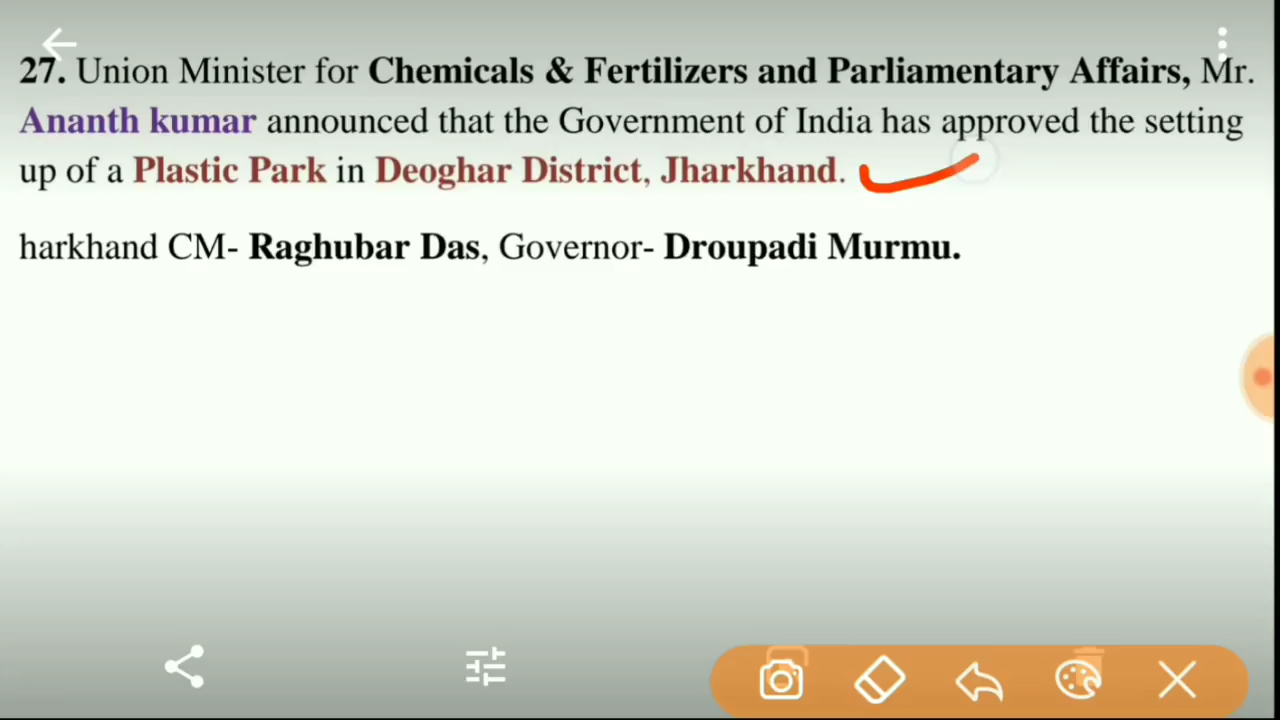 27. Union Minister for Chemicals & Fertilizers and Parliamentary Affairs, Mr.
Ananth kumar announced that the Government of India has approved the setting
up of a Plastic Park in Deoghar District, Jharkhand.
harkhand CM- Raghubar Das, Governor- Droupadi Murmu.